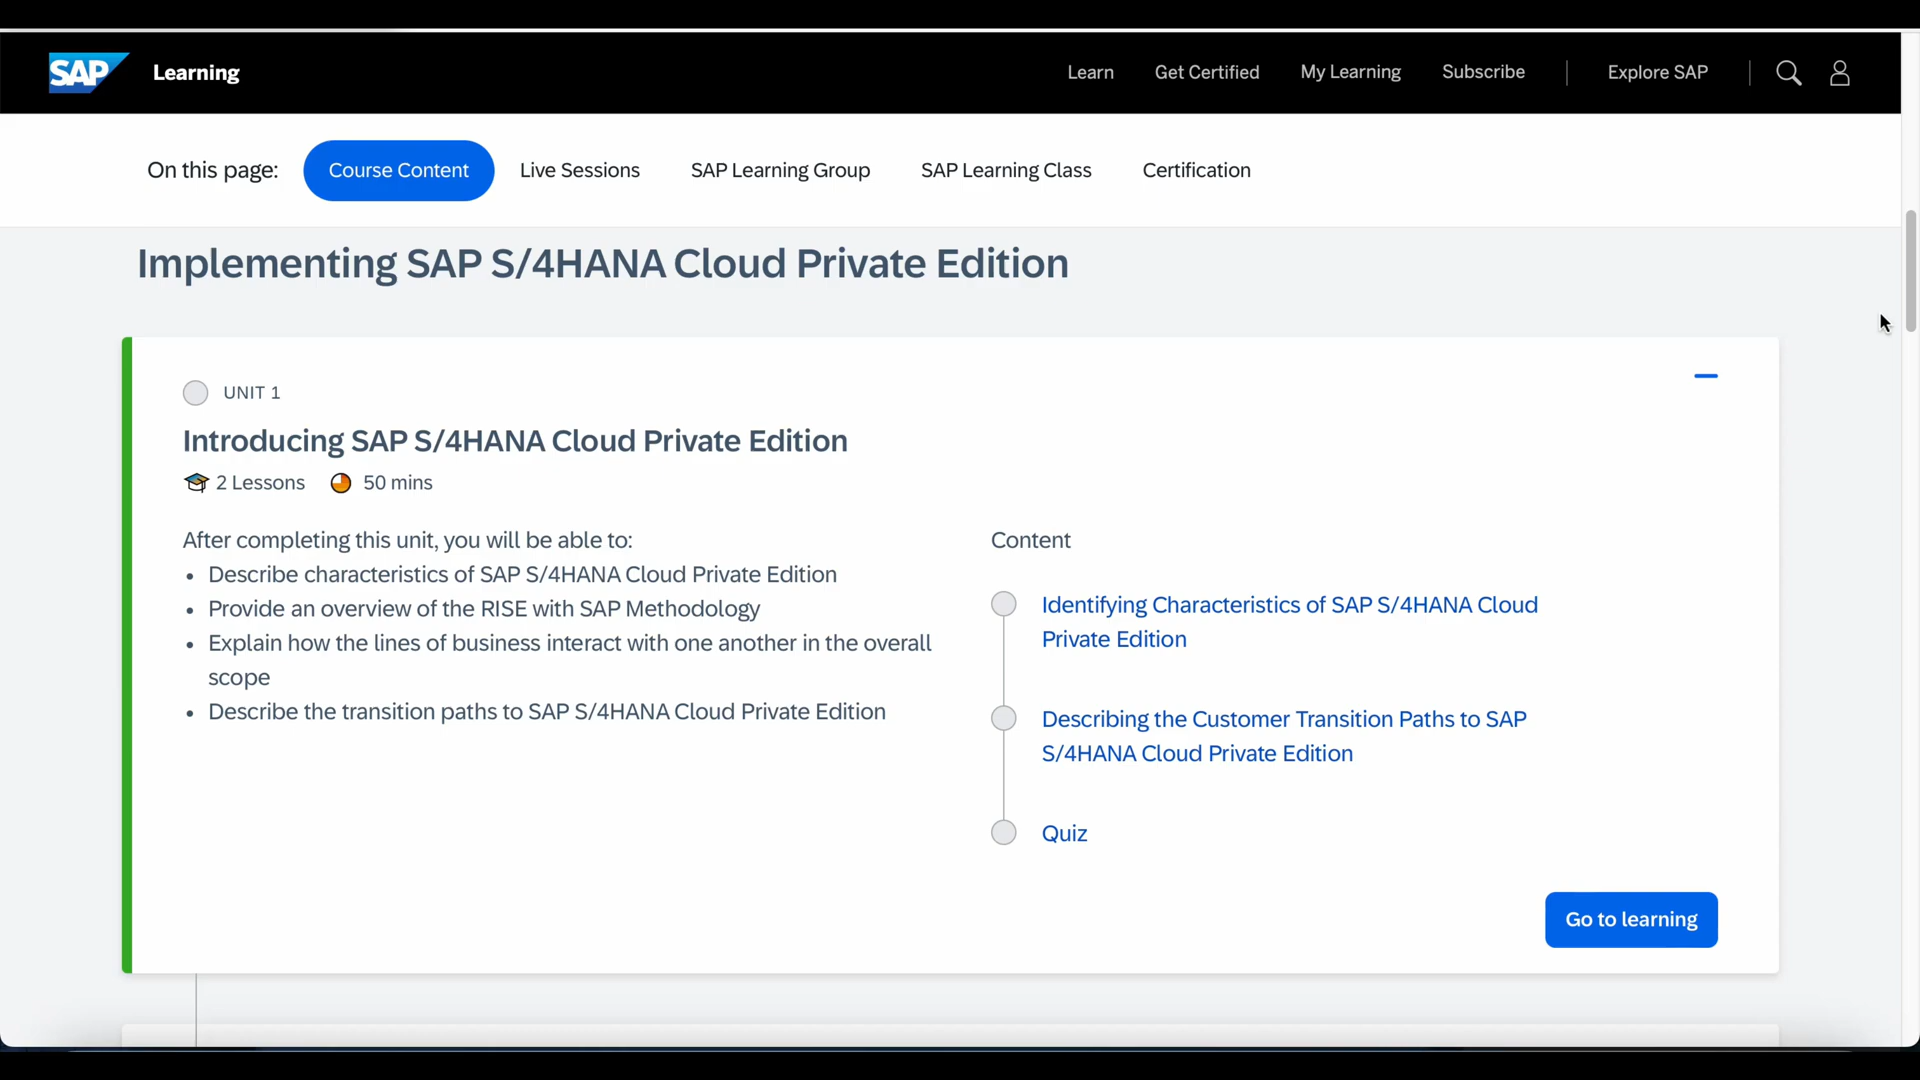 SAP Learning Learn Get Certified My Learning Subscribe Explore SAP
On this page: Course Content Live Sessions SAP Learning Group SAP Learning Class Certification
Implementing SAP S/4HANA Cloud Private Edition
UNIT 1
Introducing SAP S/4HANA Cloud Private Edition
2 Lessons 50 mins
After completing this unit, you will be able to:
• Describe characteristics of SAP S/4HANA Cloud Private Edition
• Provide an overview of the RISE with SAP Methodology
• Explain how the lines of business interact with one another in the overall
scope
• Describe the transition paths to SAP S/4HANA Cloud Private Edition
Content
Identifying Characteristics of SAP S/4HANA Cloud
Private Edition
Describing the Customer Transition Paths to SAP
S/4HANA Cloud Private Edition
Quiz
Go to learning